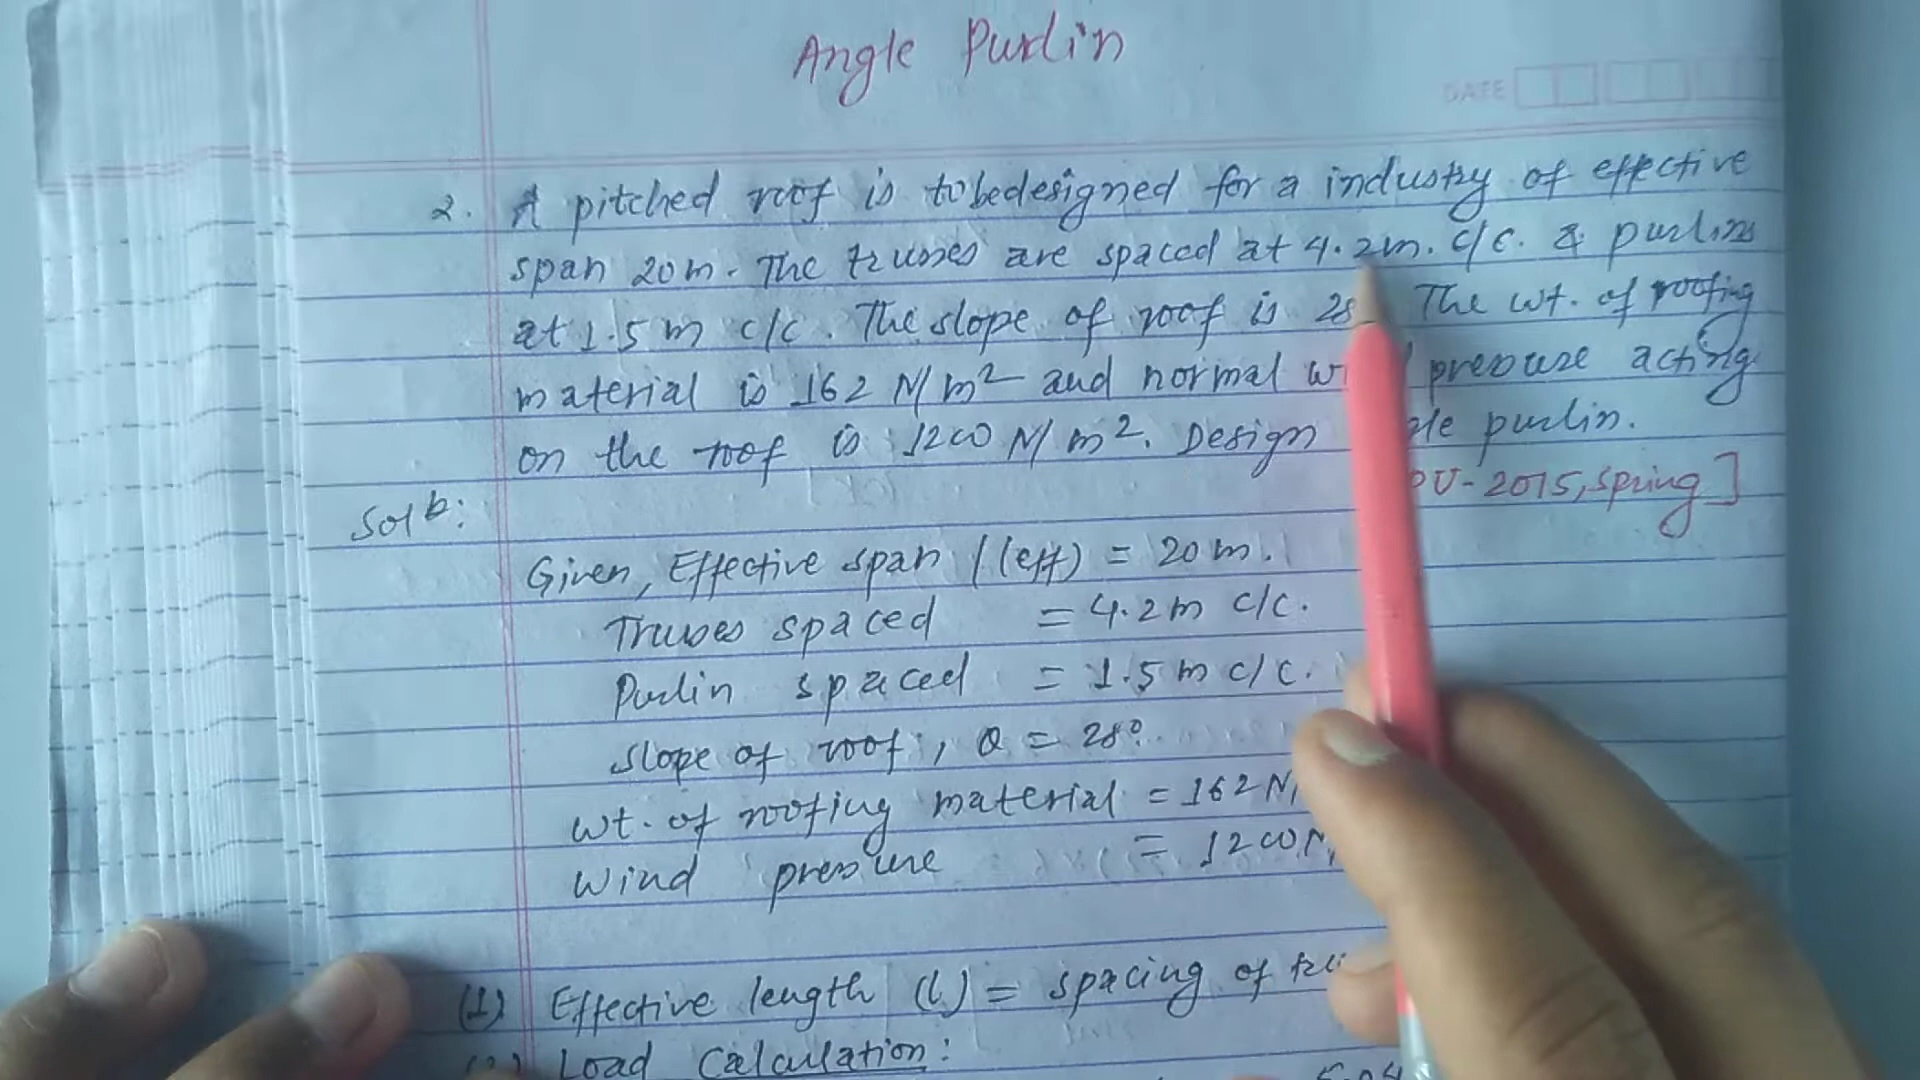 Angle Purlin
DATE
2. A pitched roof is tobedesigned for a industry of effective
span 20m. The trusses are spaced at 4.2m. c/c. & purlins
at 1.5 m c/c. The slope of roof is 28 The wt. of roofing
material is 162 N/m² and normal pressure acting
on the roof is 1200 N/m². Design purlin.
PU-2015, Spring]
Soln:
Given, Effective span (leff) = 20m.
Trusses spaced = 4.2m c/c.
Purlin spaced = 1.5 m c/c.
slope of roof, θ = 28°.
wt. of roofing material = 162 N/
Wind pressure = 1200 N
(1) Effective length (l) = spacing of
Load Calculation: